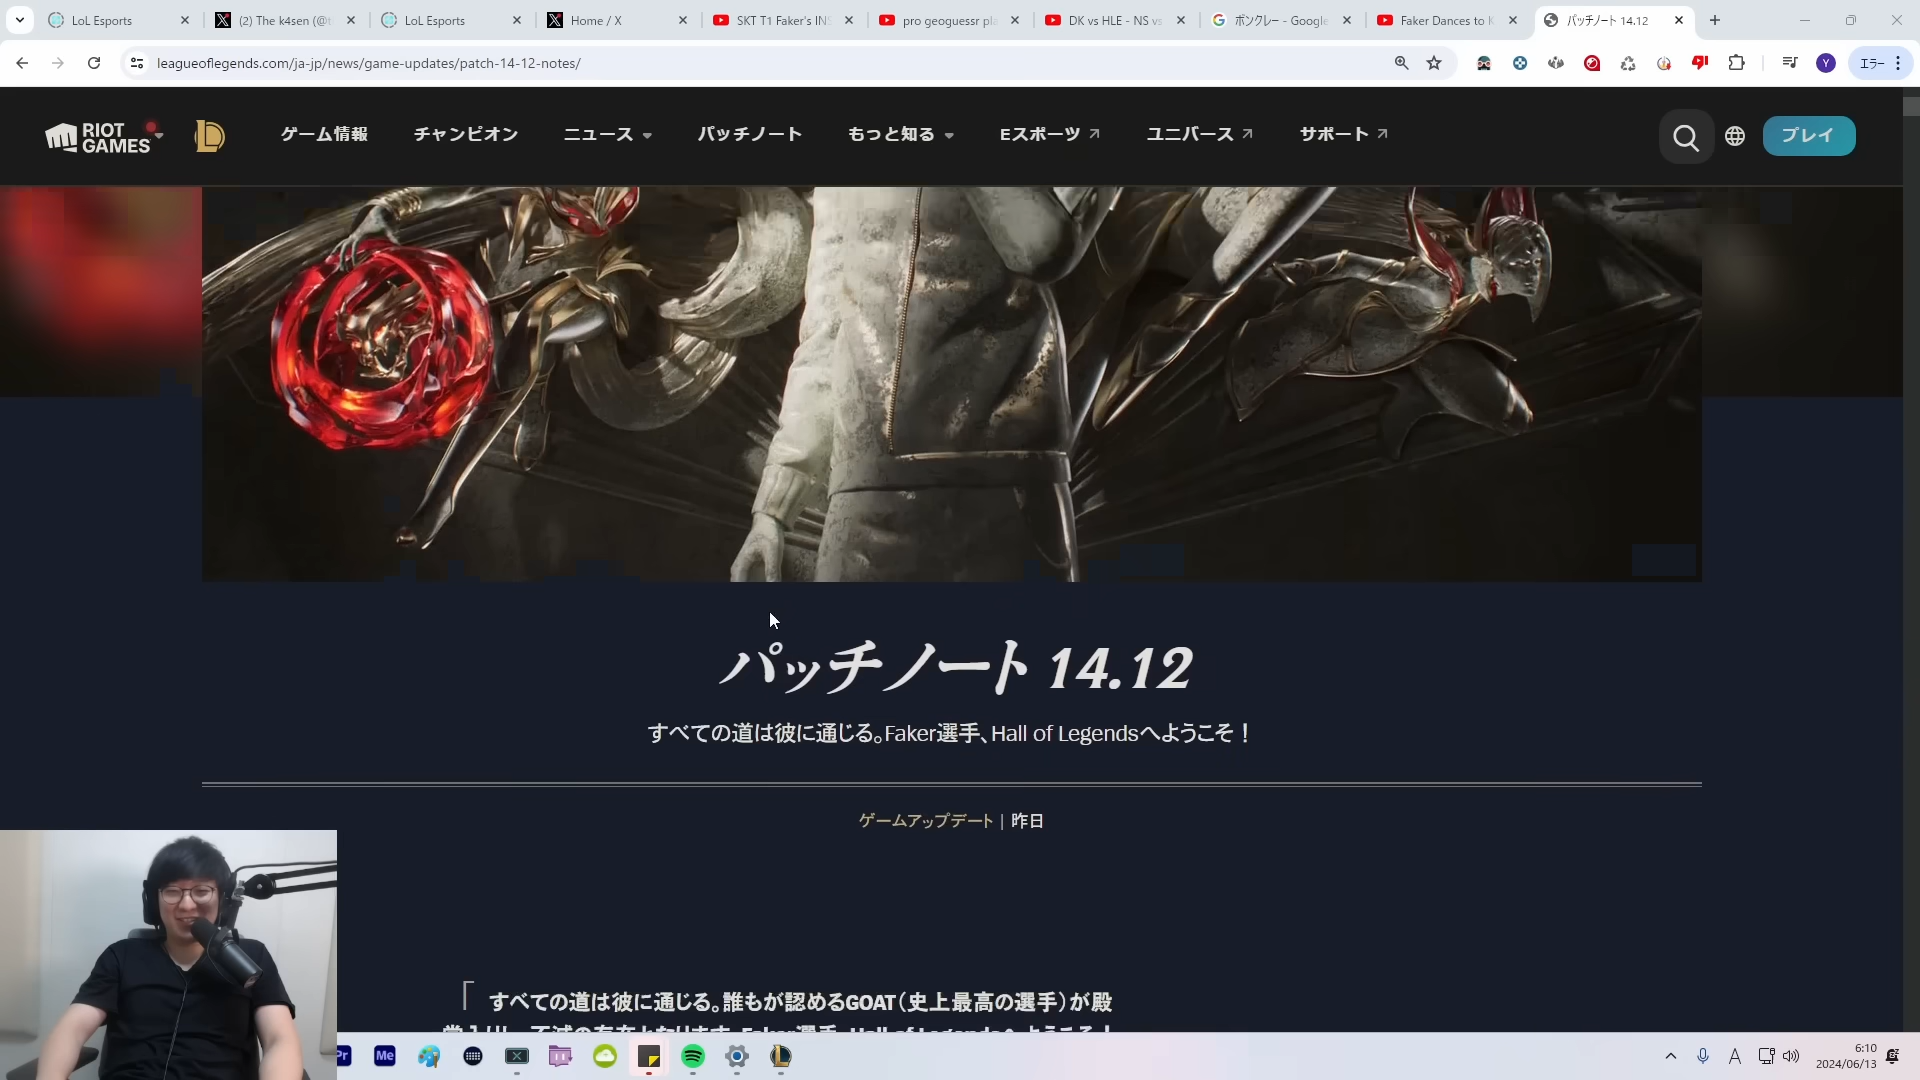 LoL Esports
(2) The k4sen (@t
LoL Esports
Home / X
SKT T1 Faker's INS
pro geoguessr pla
DK vs HLE - NS vs
ボンクレー - Google
Faker Dances to K
パッチノート 14.12
leagueoflegends.com/ja-jp/news/game-updates/patch-14-12-notes/
Y
エラー
RIOT
GAMES
ゲーム情報
チャンピオン
ニュース
パッチノート
もっと知る
Eスポーツ
ユニバース
サポート
プレイ
パッチノート 14.12
すべての道は彼に通じる。Faker選手、Hall of Legendsへようこそ！
ゲームアップデート | 昨日
「 すべての道は彼に通じる。誰もが認めるGOAT（史上最高の選手）が殿
Pr
Me
A
6:10
2024/06/13